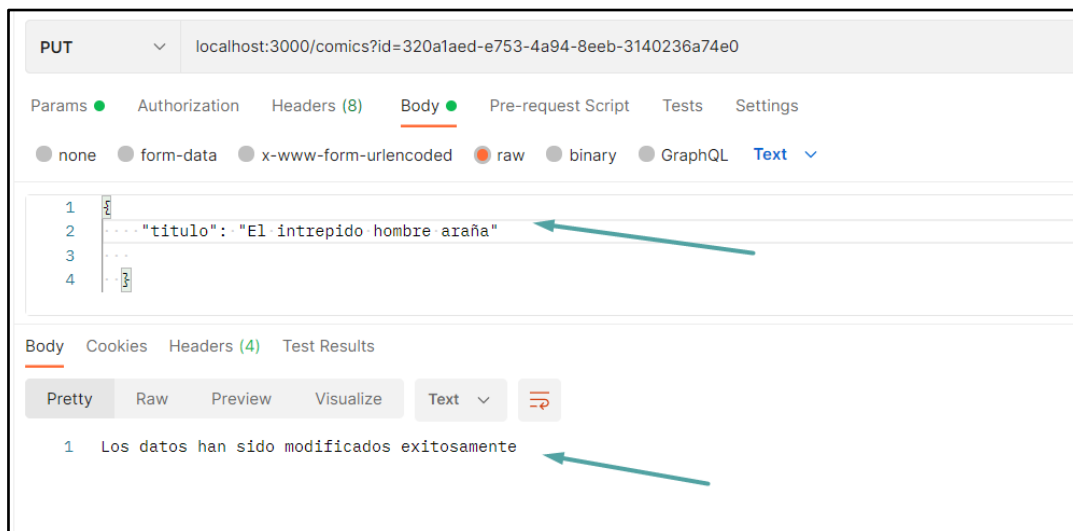 PUT localhost:3000/comics?id=320a1aed-e753-4a94-8eeb-3140236a74e0
Params Authorization Headers (8) Body Pre-request Script Tests Settings
none form-data x-www-form-urlencoded raw binary GraphQL Text
1 {
2 "titulo": "El intrepido hombre araña"
3
4 }
Body Cookies Headers (4) Test Results
Pretty Raw Preview Visualize Text
1 Los datos han sido modificados exitosamente